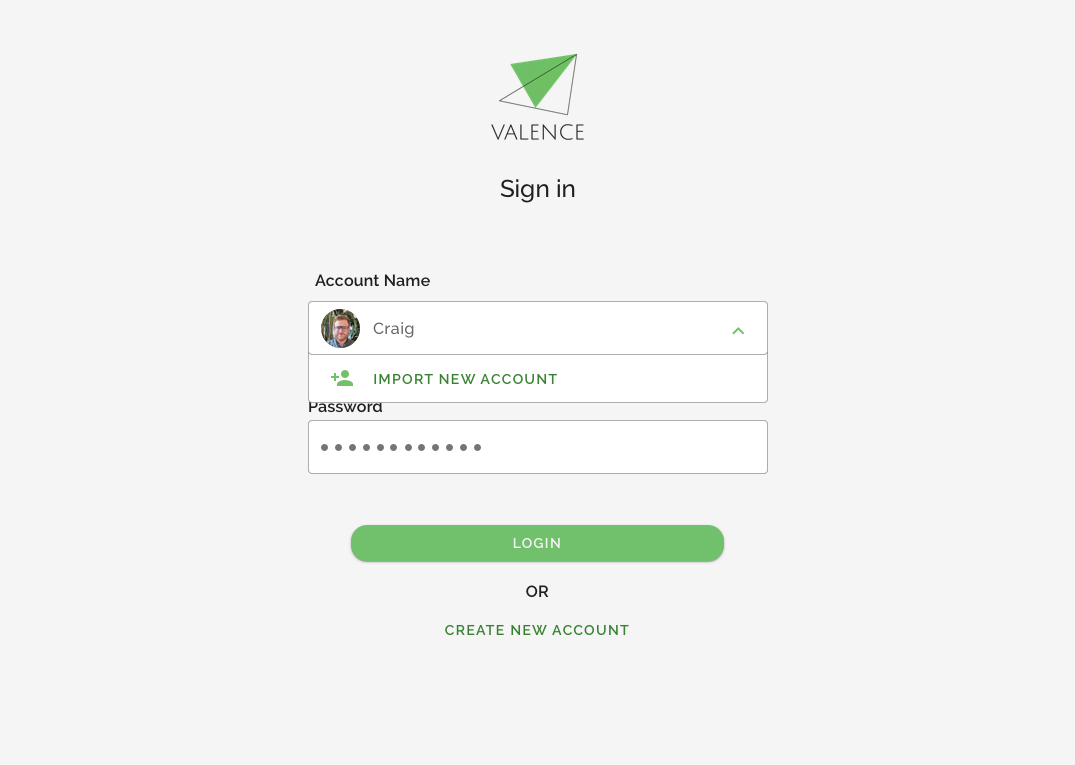 VALENCE
Sign in
Account Name
Craig
IMPORT NEW ACCOUNT
Password
LOGIN
OR
CREATE NEW ACCOUNT